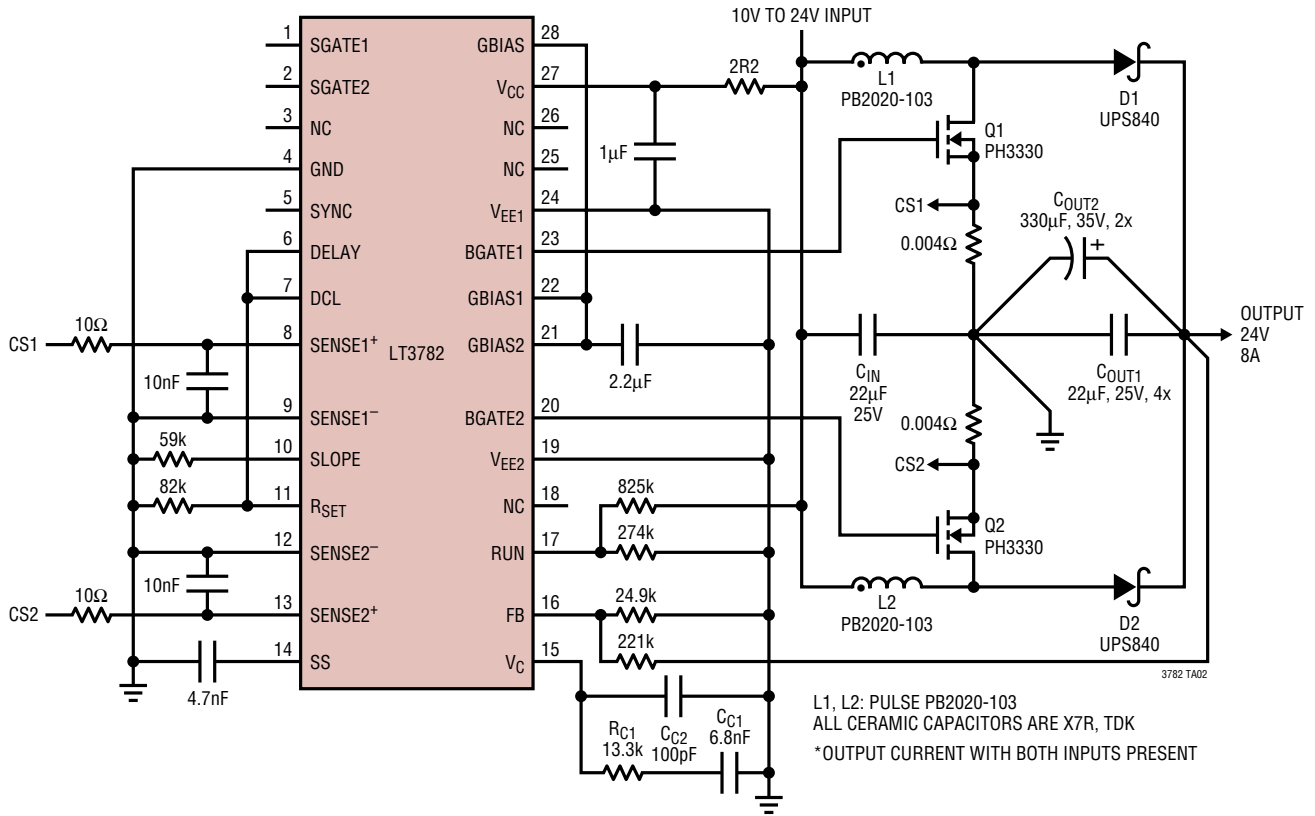 10V TO 24V INPUT
1 SGATE1
2 SGATE2
3 NC
4 GND
5 SYNC
6 DELAY
7 DCL
8 SENSE1+
9 SENSE1–
10 SLOPE
11 RSET
12 SENSE2–
13 SENSE2+
14 SS
LT3782
GBIAS 28
VCC 27
NC 26
NC 25
VEE1 24
BGATE1 23
GBIAS1 22
GBIAS2 21
BGATE2 20
VEE2 19
NC 18
RUN 17
FB 16
VC 15
CS1
10Ω
10nF
59k
82k
10nF
CS2
10Ω
4.7nF
2R2
1µF
2.2µF
825k
274k
24.9k
221k
RC1
13.3k
CC2
100pF
CC1
6.8nF
L1
PB2020-103
D1
UPS840
Q1
PH3330
CS1
0.004Ω
COUT2
330µF, 35V, 2x
+
CIN
22µF
25V
COUT1
22µF, 25V, 4x
OUTPUT
24V
8A
0.004Ω
CS2
Q2
PH3330
L2
PB2020-103
D2
UPS840
3782 TA02
L1, L2: PULSE PB2020-103
ALL CERAMIC CAPACITORS ARE X7R, TDK
*OUTPUT CURRENT WITH BOTH INPUTS PRESENT